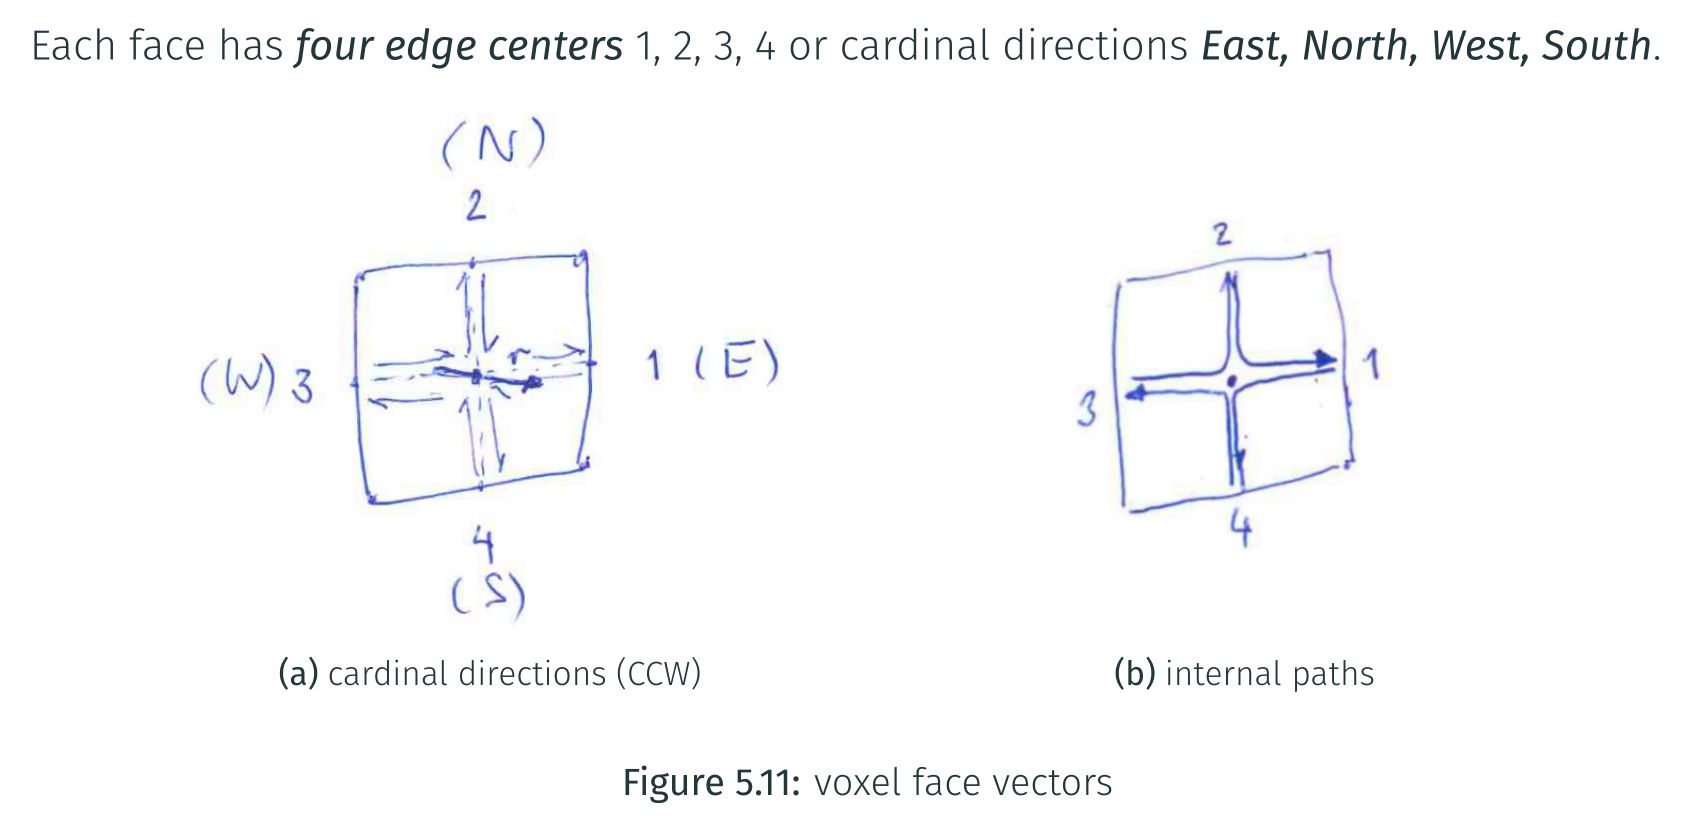 Each face has four edge centers 1, 2, 3, 4 or cardinal directions East, North, West, South.
(N)
2
(W) 3
r
1 (E)
4
(S)
2
1
3
4
(a) cardinal directions (CCW)
(b) internal paths
Figure 5.11: voxel face vectors